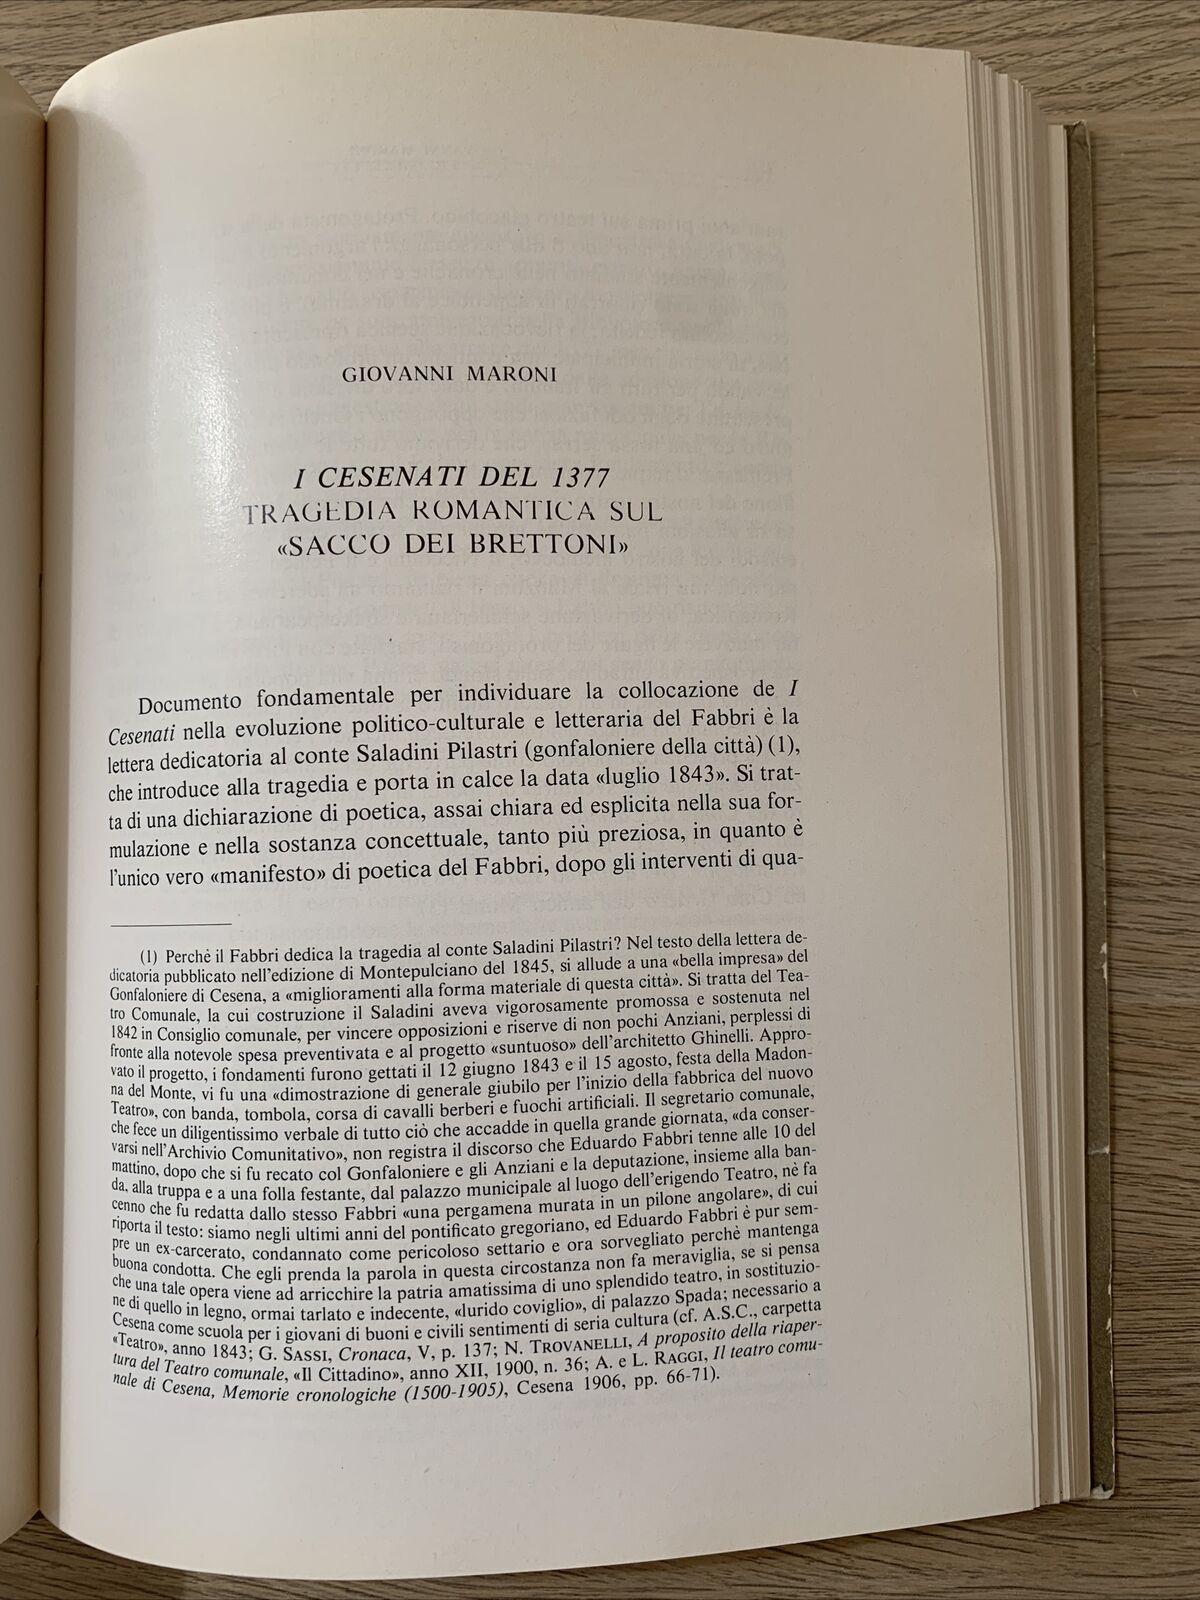 GIOVANNI MARONI
I CESENATI DEL 1377
TRAGEDIA ROMANTICA SUL
«SACCO DEI BRETTONI»
Documento fondamentale per individuare la collocazione de I
Cesenati nella evoluzione politico-culturale e letteraria del Fabbri è la
lettera dedicatoria al conte Saladini Pilastri (gonfaloniere della città) (1),
che introduce alla tragedia e porta in calce la data «luglio 1843». Si trat-
ta di una dichiarazione di poetica, assai chiara ed esplicita nella sua for-
mulazione e nella sostanza concettuale, tanto più preziosa, in quanto è
l'unico vero «manifesto» di poetica del Fabbri, dopo gli interventi di qua-
(1) Perchè il Fabbri dedica la tragedia al conte Saladini Pilastri? Nel testo della lettera de-
dicatoria pubblicato nell'edizione di Montepulciano del 1845, si allude a una «bella impresa» del
Gonfaloniere di Cesena, a «miglioramenti alla forma materiale di questa città». Si tratta del Tea-
tro Comunale, la cui costruzione il Saladini aveva vigorosamente promossa e sostenuta nel
1842 in Consiglio comunale, per vincere opposizioni e riserve di non pochi Anziani, perplessi di
fronte alla notevole spesa preventivata e al progetto «suntuoso» dell'architetto Ghinelli. Appro-
vato il progetto, i fondamenti furono gettati il 12 giugno 1843 e il 15 agosto, festa della Madon-
na del Monte, vi fu una «dimostrazione di generale giubilo per l'inizio della fabbrica del nuovo
Teatro», con banda, tombola, corsa di cavalli berberi e fuochi artificiali. Il segretario comunale,
che fece un diligentissimo verbale di tutto ciò che accadde in quella grande giornata, «da conser-
varsi nell'Archivio Comunitativo», non registra il discorso che Eduardo Fabbri tenne alle 10 del
mattino, dopo che si fu recato col Gonfaloniere e gli Anziani e la deputazione, insieme alla ban-
da, alla truppa e a una folla festante, dal palazzo municipale al luogo dell'erigendo Teatro, nè fa
cenno che fu redatta dallo stesso Fabbri «una pergamena murata in un pilone angolare», di cui
riporta il testo: siamo negli ultimi anni del pontificato gregoriano, ed Eduardo Fabbri è pur sem-
pre un ex-carcerato, condannato come pericoloso settario e ora sorvegliato perchè mantenga
buona condotta. Che egli prenda la parola in questa circostanza non fa meraviglia, se si pensa
che una tale opera viene ad arricchire la patria amatissima di uno splendido teatro, in sostituzio-
ne di quello in legno, ormai tarlato e indecente, «lurido coviglio», di palazzo Spada; necessario a
Cesena come scuola per i giovani di buoni e civili sentimenti di seria cultura (cf. A.S.C., carpetta
«Teatro», anno 1843; G. SASSI, Cronaca, V, p. 137; N. TROVANELLI, A proposito della riaper-
tura del Teatro comunale, «Il Cittadino», anno XII, 1900, n. 36; A. e L. RAGGI, Il teatro comu-
nale di Cesena, Memorie cronologiche (1500-1905), Cesena 1906, pp. 66-71).